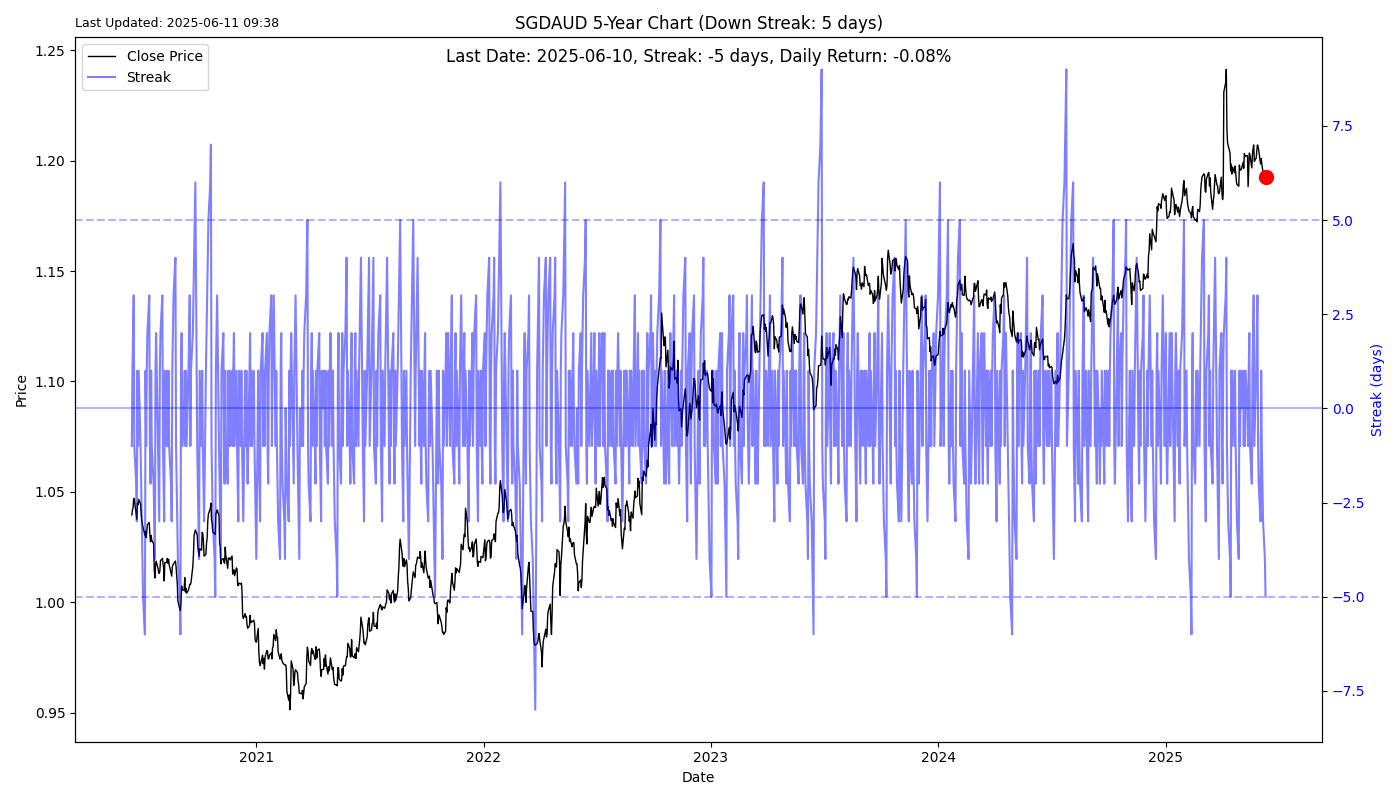 Last Updated: 2025-06-11 09:38
SGDAUD 5-Year Chart (Down Streak: 5 days)
Last Date: 2025-06-10, Streak: -5 days, Daily Return: -0.08%
Close Price
Streak
Price
1.25
1.20
1.15
1.10
1.05
1.00
0.95
7.5
5.0
2.5
0.0
−2.5
−5.0
−7.5
Streak (days)
2021
2022
2023
2024
2025
Date